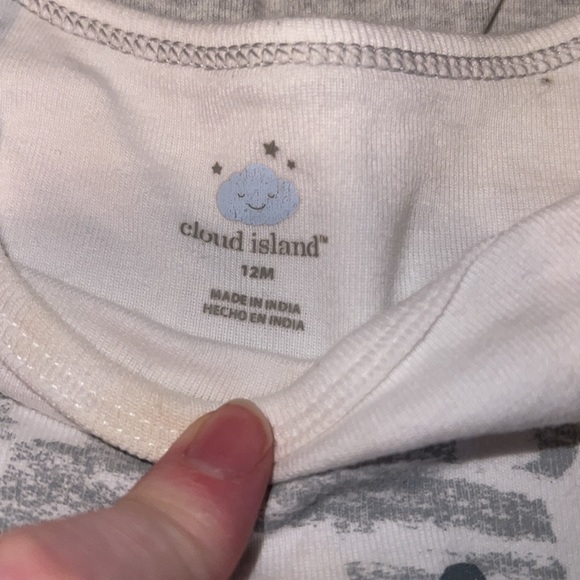 cloud island™
12M
MADE IN INDIA
HECHO EN INDIA